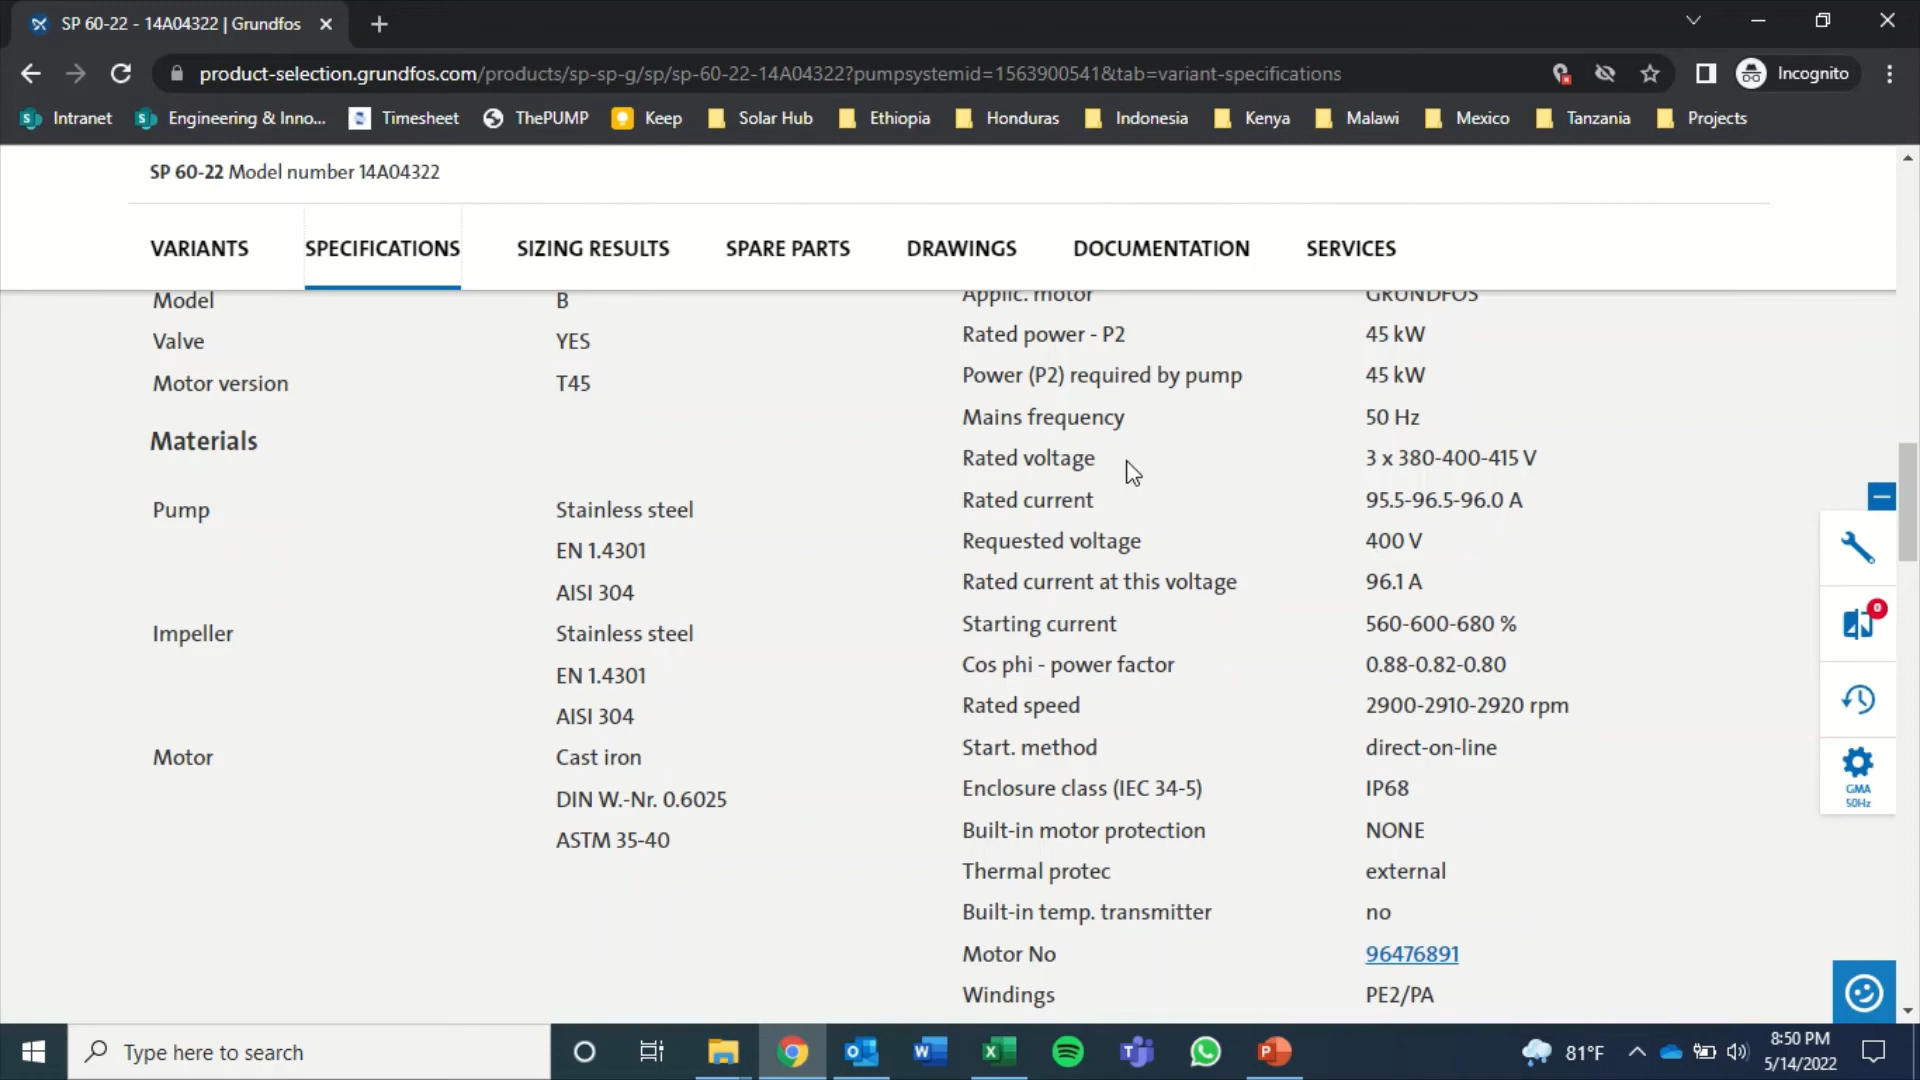 SP 60-22 - 14A04322 | Grundfos
product-selection.grundfos.com/products/sp-sp-g/sp/sp-60-22-14A04322?pumpsystemid=1563900541&tab=variant-specifications
Incognito
Intranet
Engineering & Inno...
Timesheet
ThePUMP
Keep
Solar Hub
Ethiopia
Honduras
Indonesia
Kenya
Malawi
Mexico
Tanzania
Projects
SP 60-22 Model number 14A04322
VARIANTS
SPECIFICATIONS
SIZING RESULTS
SPARE PARTS
DRAWINGS
DOCUMENTATION
SERVICES
Model B
Valve YES
Motor version T45
Materials
Pump Stainless steel
EN 1.4301
AISI 304
Impeller Stainless steel
EN 1.4301
AISI 304
Motor Cast iron
DIN W.-Nr. 0.6025
ASTM 35-40
Applic. motor GRUNDFOS
Rated power - P2 45 kW
Power (P2) required by pump 45 kW
Mains frequency 50 Hz
Rated voltage 3 x 380-400-415 V
Rated current 95.5-96.5-96.0 A
Requested voltage 400 V
Rated current at this voltage 96.1 A
Starting current 560-600-680 %
Cos phi - power factor 0.88-0.82-0.80
Rated speed 2900-2910-2920 rpm
Start. method direct-on-line
Enclosure class (IEC 34-5) IP68
Built-in motor protection NONE
Thermal protec external
Built-in temp. transmitter no
Motor No 96476891
Windings PE2/PA
0
GMA
50Hz
Type here to search
81°F
8:50 PM
5/14/2022